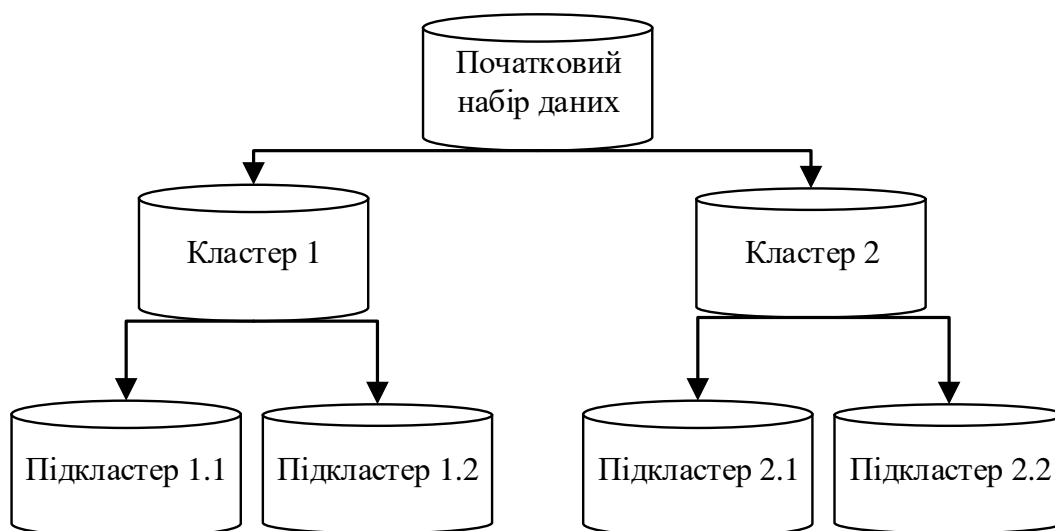 Початковий
набір даних
Кластер 1
Кластер 2
Підкластер 1.1
Підкластер 1.2
Підкластер 2.1
Підкластер 2.2